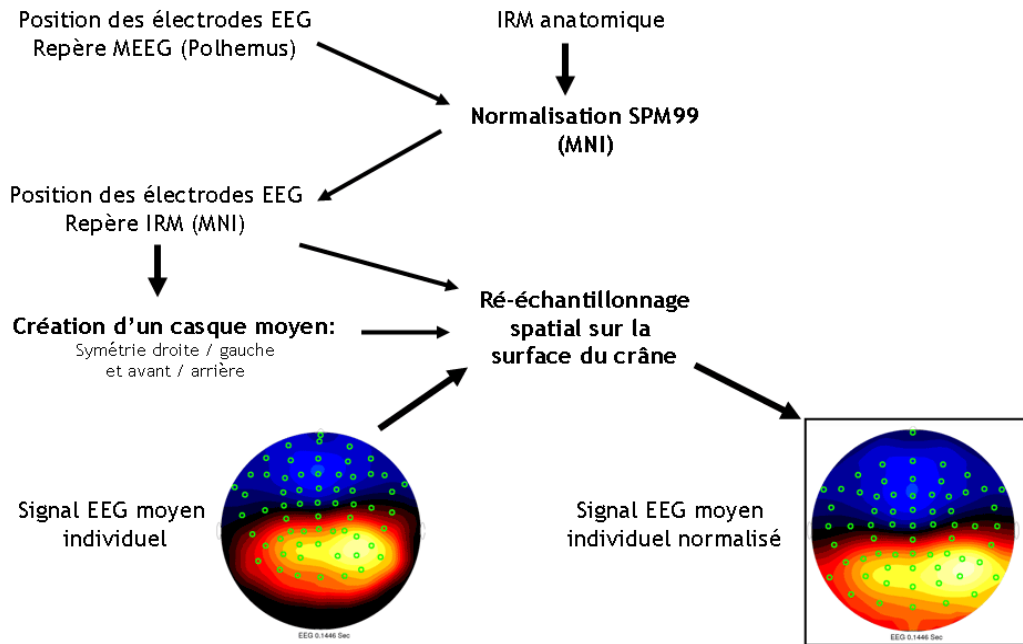 Position des électrodes EEG
Repère MEEG (Polhemus)
IRM anatomique
Normalisation SPM99
(MNI)
Position des électrodes EEG
Repère IRM (MNI)
Création d’un casque moyen:
Symétrie droite / gauche
et avant / arrière
Ré-échantillonnage
spatial sur la
surface du crâne
Signal EEG moyen
individuel
EEG 0.1446 Sec
Signal EEG moyen
individuel normalisé
EEG 0.1446 Sec